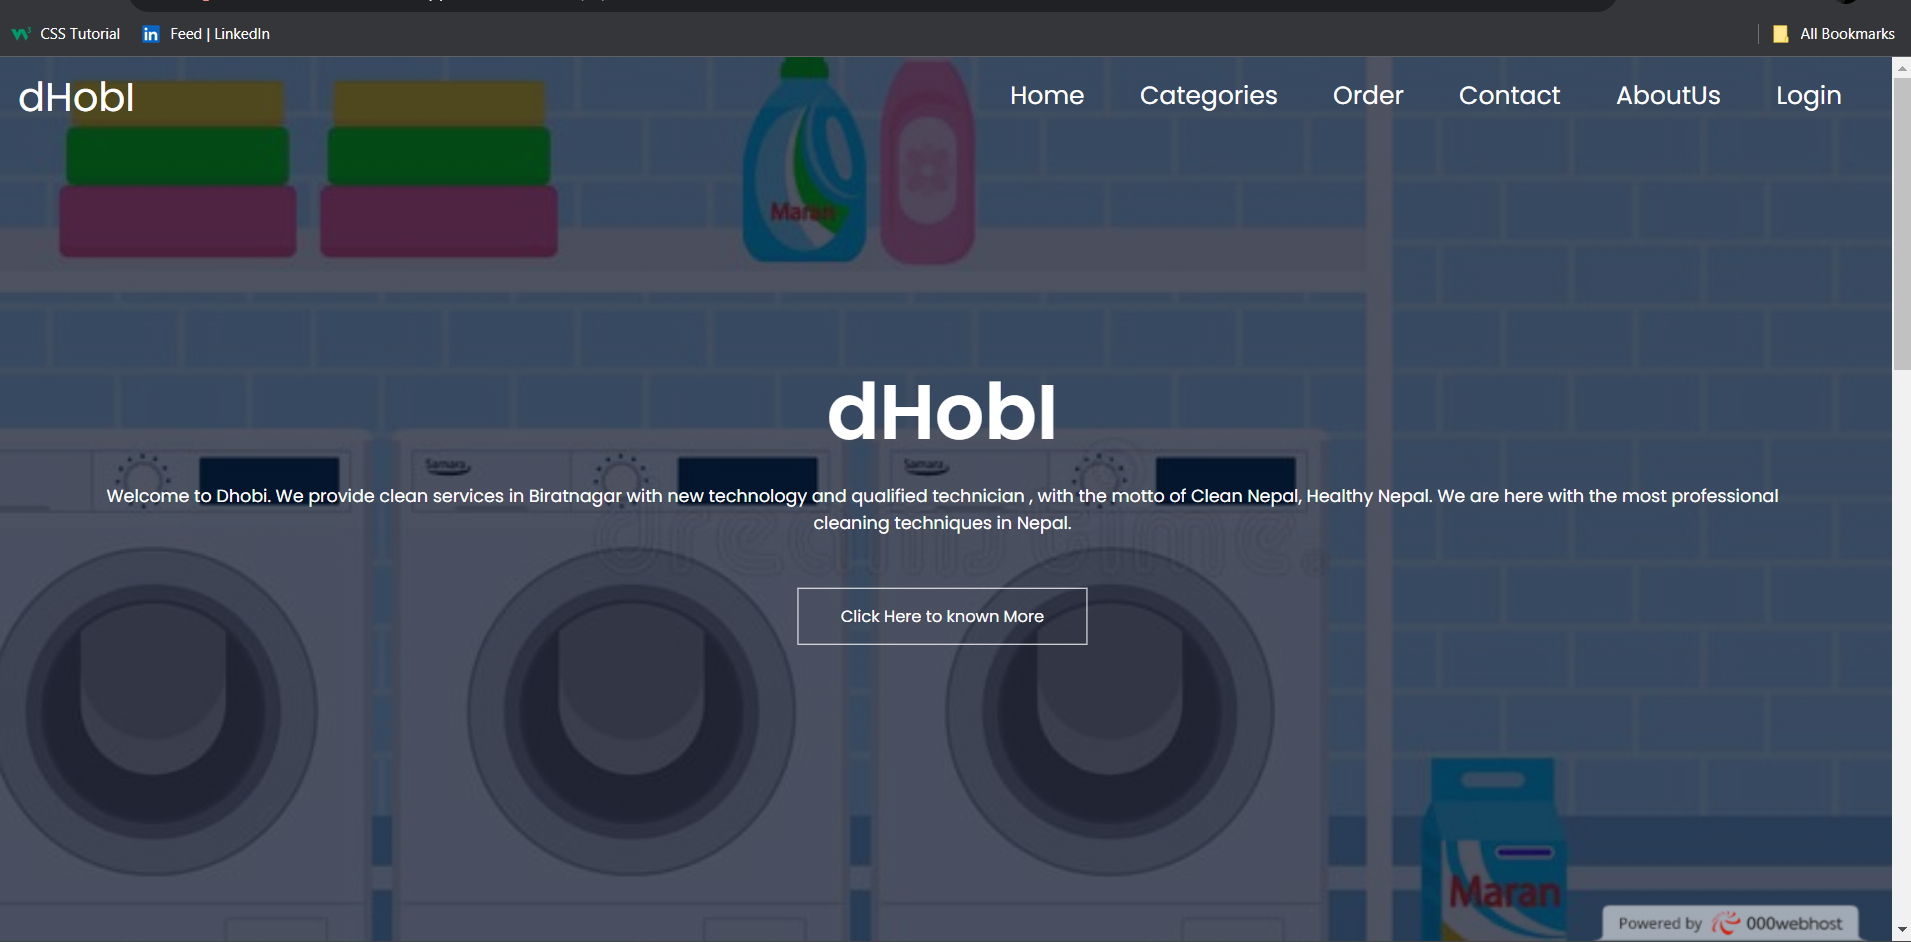 CSS Tutorial Feed | LinkedIn All Bookmarks
dHobI Home Categories Order Contact AboutUs Login
Maran
dHobI
Samara Samara
Welcome to Dhobi. We provide clean services in Biratnagar with new technology and qualified technician , with the motto of Clean Nepal, Healthy Nepal. We are here with the most professional
cleaning techniques in Nepal.
dreamstime
Click Here to known More
Maran
Powered by 000webhost